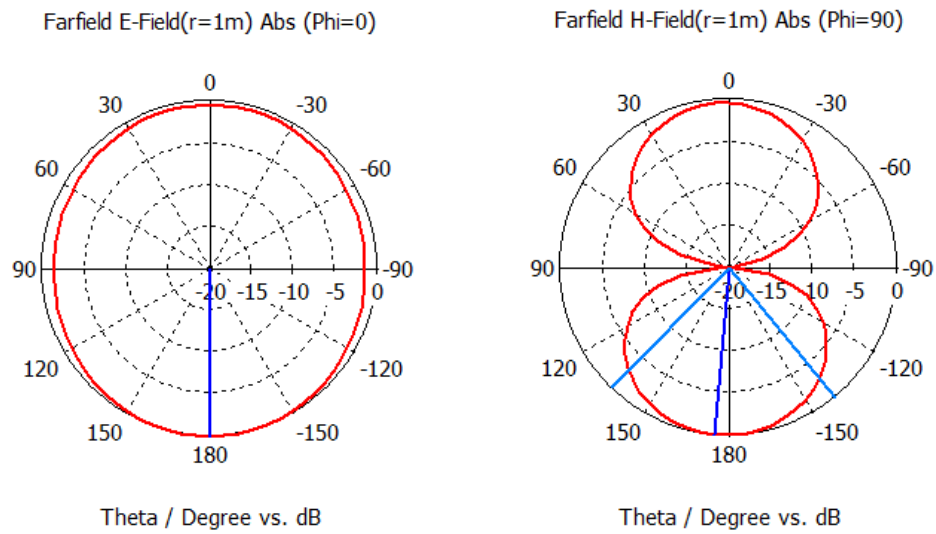 Farfield E-Field(r=1m) Abs (Phi=0)
0
30 -30
60 -60
90 -90
-20 -15 -10 -5 0
120 -120
150 -150
180
Theta / Degree vs. dB
Farfield H-Field(r=1m) Abs (Phi=90)
0
30 -30
60 -60
90 -90
-20 -15 -10 -5 0
120 -120
150 -150
180
Theta / Degree vs. dB